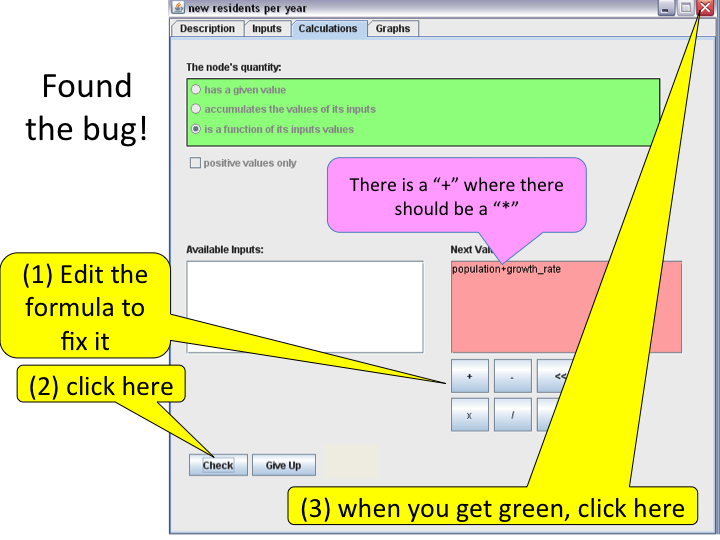 new residents per year
Description Inputs Calculations Graphs
The node's quantity:
has a given value
accumulates the values of its inputs
is a function of its inputs values
positive values only
Found
the bug!
There is a “+” where there
should be a “*”
Available Inputs:
Next Val
population+growth_rate
(1) Edit the
formula to
fix it
+ - <<
x /
(2) click here
Check Give Up
(3) when you get green, click here